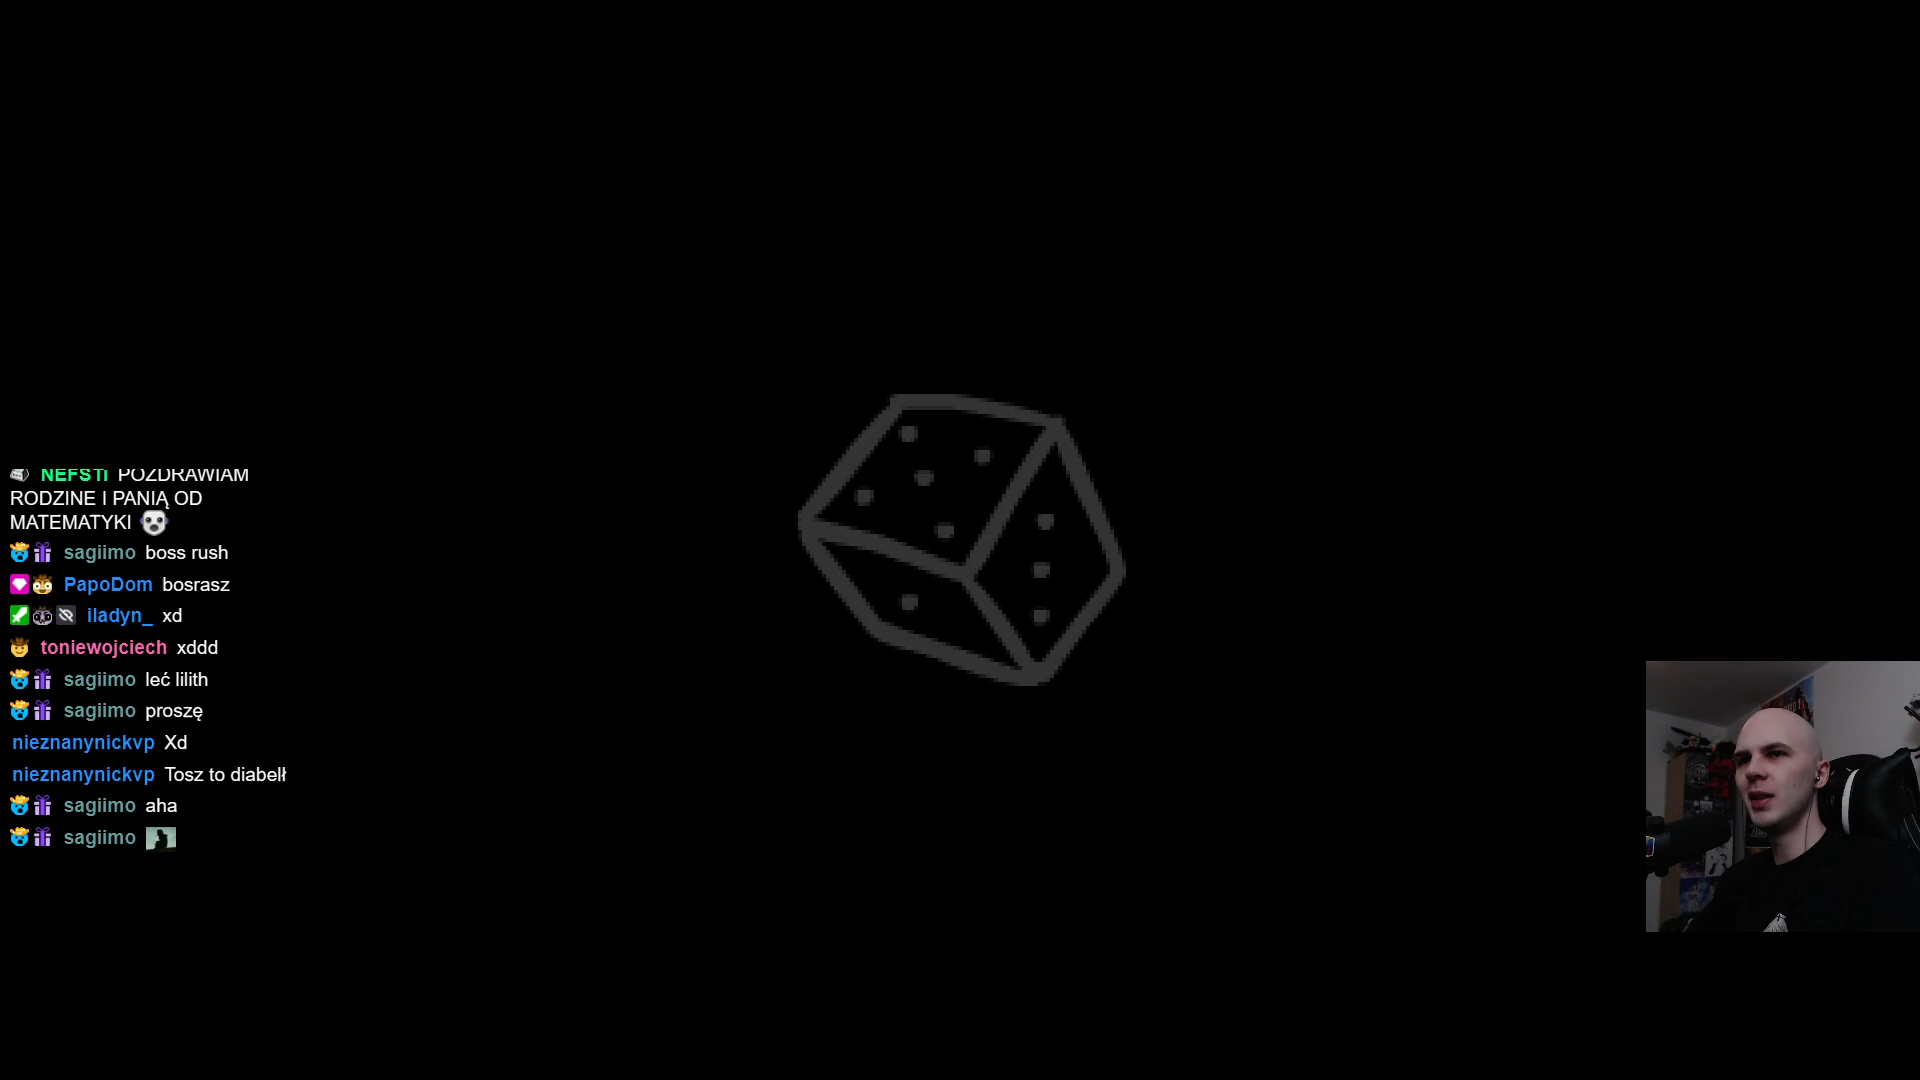 NEFSTi POZDRAWIAM
RODZINE I PANIĄ OD
MATEMATYKI
sagiimo boss rush
PapoDom bosrasz
iladyn_ xd
toniewojciech xddd
sagiimo leć lilith
sagiimo proszę
nieznanynickvp Xd
nieznanynickvp Tosz to diabelł
sagiimo aha
sagiimo